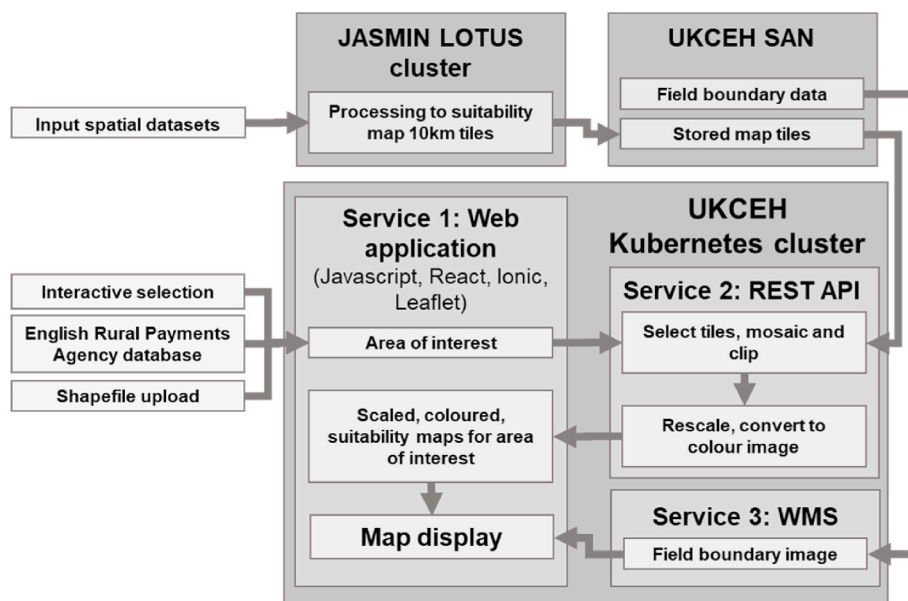 JASMIN LOTUS
cluster
Processing to suitability
map 10km tiles
UKCEH SAN
Field boundary data
Stored map tiles
Input spatial datasets
UKCEH
Kubernetes cluster
Service 1: Web
application
(Javascript, React, Ionic,
Leaflet)
Interactive selection
English Rural Payments
Agency database
Shapefile upload
Area of interest
Service 2: REST API
Select tiles, mosaic and
clip
Rescale, convert to
colour image
Scaled, coloured,
suitability maps for area
of interest
Map display
Service 3: WMS
Field boundary image